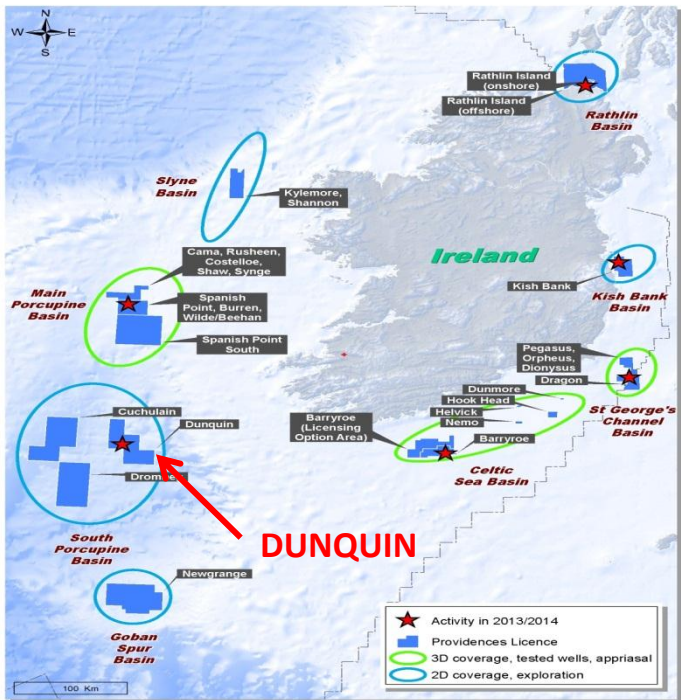 N
W E
S
Rathlin Island
(onshore)
Rathlin Island
(offshore)
Rathlin
Basin
Slyne
Basin
Kylemore,
Shannon
Ireland
Cama, Rusheen,
Costelloe,
Shaw, Synge
Main
Porcupine
Basin
Spanish
Point, Burren,
Wilde/Beehan
Spanish Point
South
Kish Bank
Kish Bank
Basin
Pegasus,
Orpheus,
Dionysus
Dragon
St George's
Channel
Basin
Dunmore
Hook Head
Helvick
Nemo
Barryroe
(Licensing
Option Area)
Barryroe
Celtic
Sea Basin
Cuchulain
Dunquin
South
Porcupine
Basin
DUNQUIN
Newgrange
Goban
Spur
Basin
Activity in 2013/2014
Providences Licence
3D coverage, tested wells, appriasal
2D coverage, exploration
100 Km